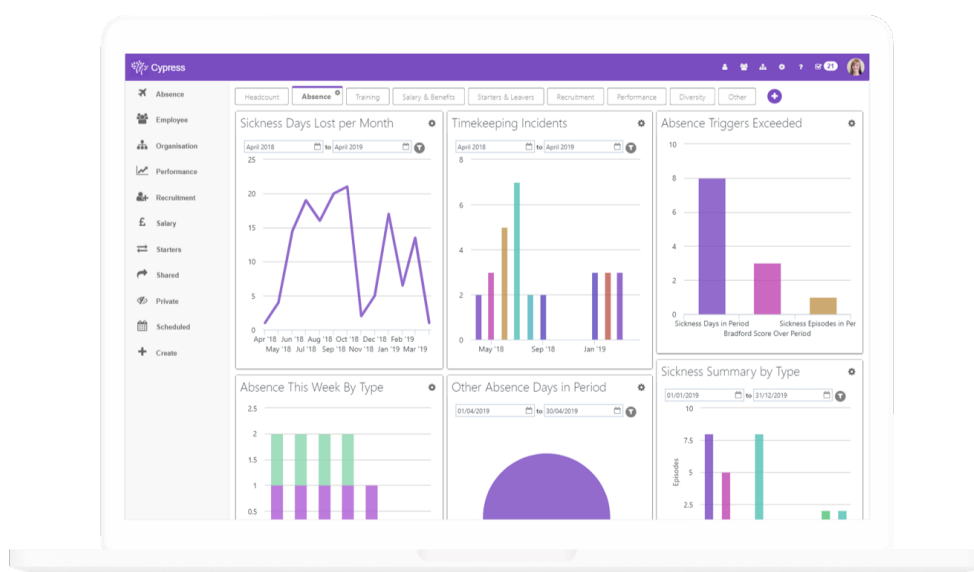 Cypress
21
Absence
Employee
Organisation
Performance
Recruitment
Salary
Starters
Shared
Private
Scheduled
Create
Headcount
Absence
Training
Salary & Benefits
Starters & Leavers
Recruitment
Performance
Diversity
Other
Sickness Days Lost per Month
April 2018 to April 2019
25
20
15
10
5
0
Apr '18 Jun '18 Aug '18 Oct '18 Dec '18 Feb '19
May '18 Jul '18 Sep '18 Nov '18 Jan '19 Mar '19
Timekeeping Incidents
April 2018 to April 2019
8
6
4
2
0
May '18 Sep '18 Jan '19
Absence Triggers Exceeded
10
8
6
4
2
0
Sickness Days in Period Sickness Episodes in Per
Bradford Score Over Period
Absence This Week By Type
2.5
2
1.5
1
0.5
Other Absence Days in Period
01/04/2019 to 30/04/2019
Sickness Summary by Type
01/01/2019 to 31/12/2019
10
7.5
5
2.5
Episodes